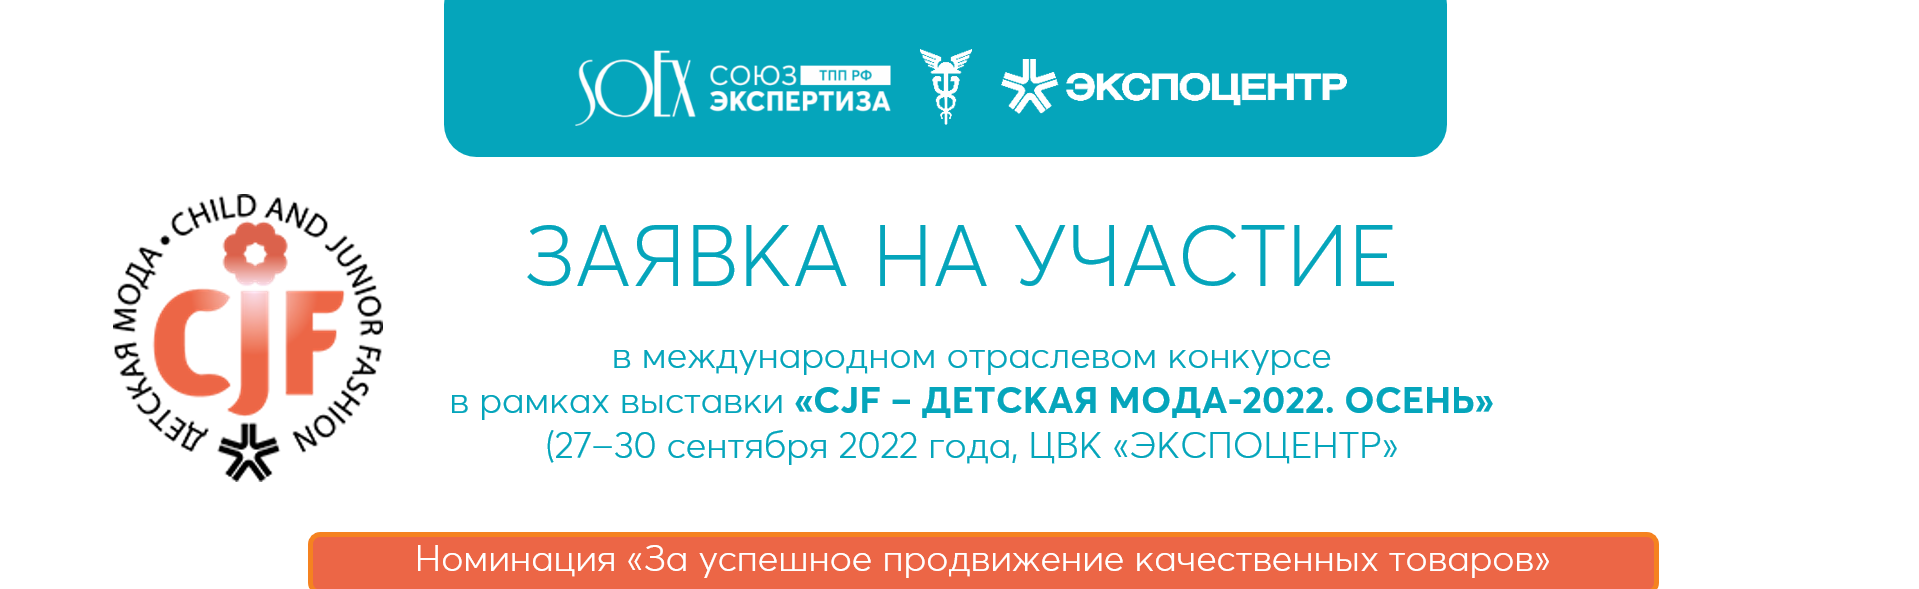 SOEX
СОЮЗ ТПП РФ
ЭКСПЕРТИЗА
ЭКСПОЦЕНТР
ДЕТСКАЯ МОДА • CHILD AND JUNIOR FASHION
CJF
ЗАЯВКА НА УЧАСТИЕ
в международном отраслевом конкурсе
в рамках выставки «CJF – ДЕТСКАЯ МОДА-2022. ОСЕНЬ»
(27–30 сентября 2022 года, ЦВК «ЭКСПОЦЕНТР»
Номинация «За успешное продвижение качественных товаров»